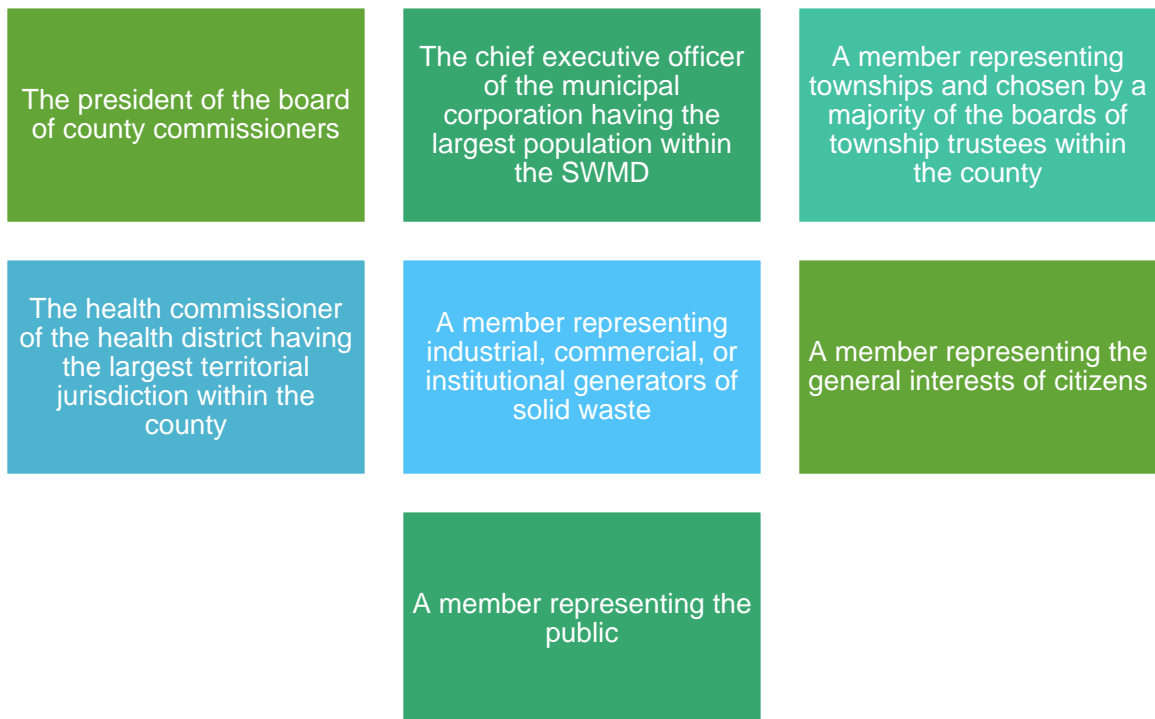 The president of the board
of county commissioners
The chief executive officer
of the municipal
corporation having the
largest population within
the SWMD
A member representing
townships and chosen by a
majority of the boards of
township trustees within
the county
The health commissioner
of the health district having
the largest territorial
jurisdiction within the
county
A member representing
industrial, commercial, or
institutional generators of
solid waste
A member representing the
general interests of citizens
A member representing the
public